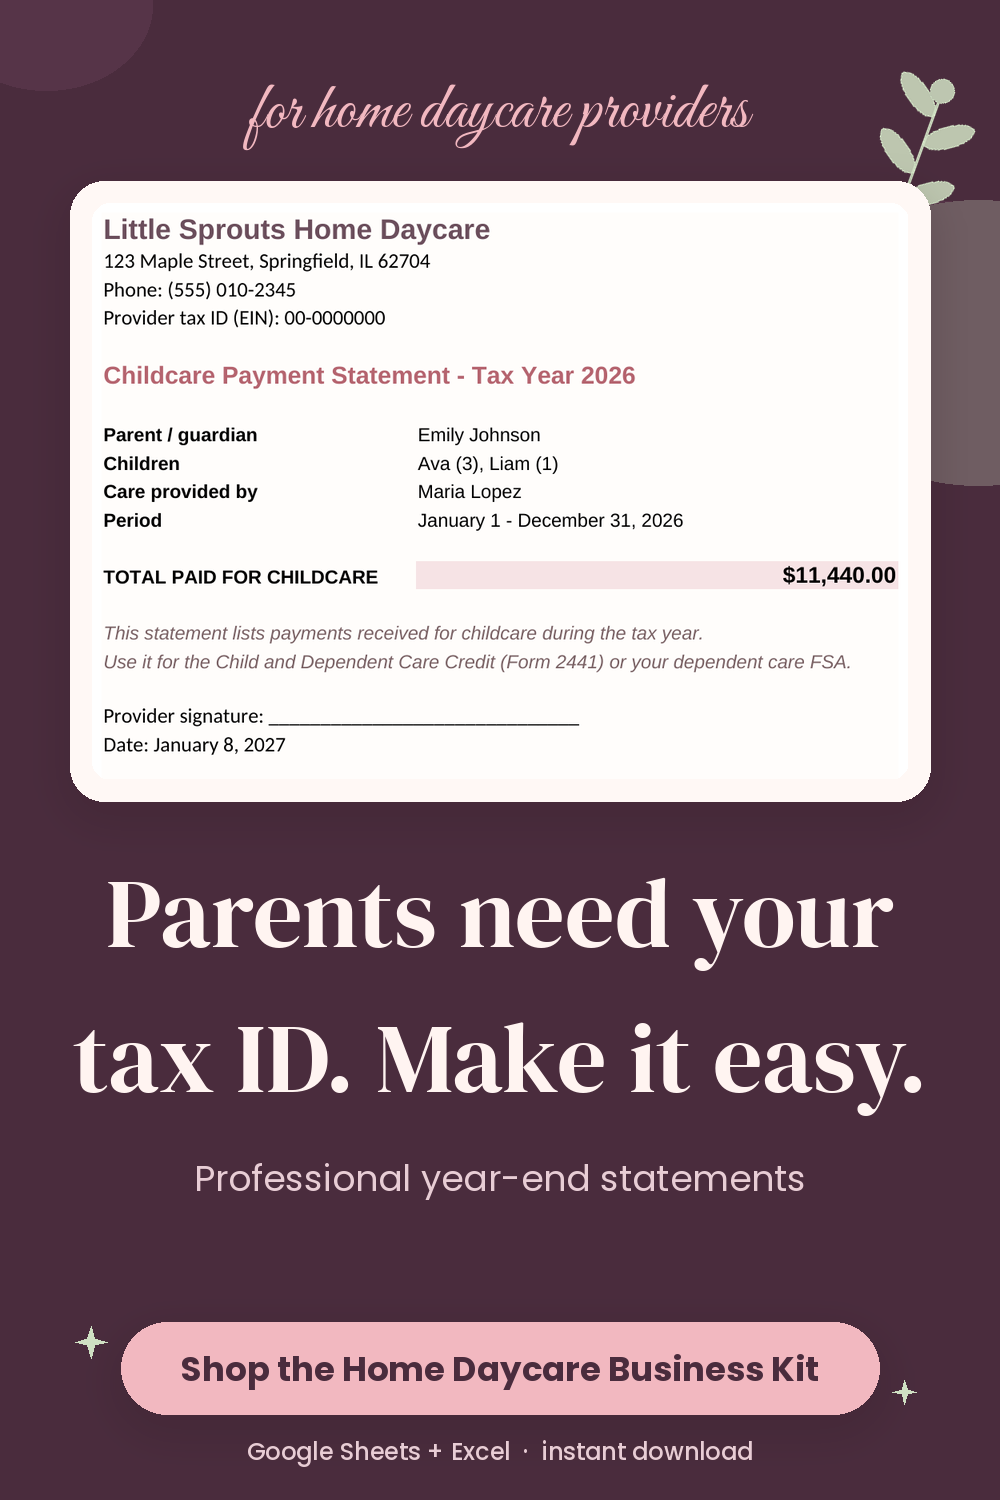 for home daycare providers
Little Sprouts Home Daycare
123 Maple Street, Springfield, IL 62704
Phone: (555) 010-2345
Provider tax ID (EIN): 00-0000000
Childcare Payment Statement - Tax Year 2026
Parent / guardian Emily Johnson
Children Ava (3), Liam (1)
Care provided by Maria Lopez
Period January 1 - December 31, 2026
TOTAL PAID FOR CHILDCARE $11,440.00
This statement lists payments received for childcare during the tax year.
Use it for the Child and Dependent Care Credit (Form 2441) or your dependent care FSA.
Provider signature: ______________________________
Date: January 8, 2027
Parents need your
tax ID. Make it easy.
Professional year-end statements
Shop the Home Daycare Business Kit
Google Sheets + Excel · instant download